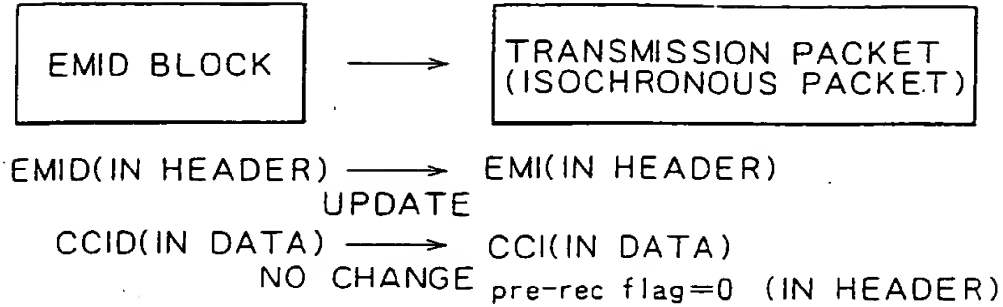 EMID BLOCK
TRANSMISSION PACKET
(ISOCHRONOUS PACKET)
EMID(IN HEADER)
EMI(IN HEADER)
UPDATE
CCID(IN DATA)
CCI(IN DATA)
NO CHANGE
pre-rec flag=0 (IN HEADER)